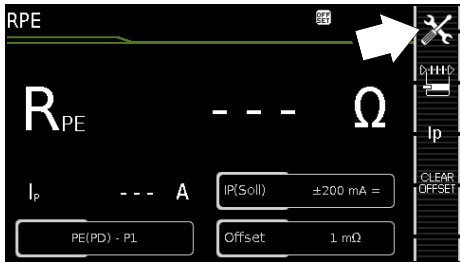 RPE
OFF
SET
RPE
- - - Ω
Ip
IP - - - A
IP(Soll) ±200 mA =
CLEAR
OFFSET
PE(PD) - P1
Offset 1 mΩ